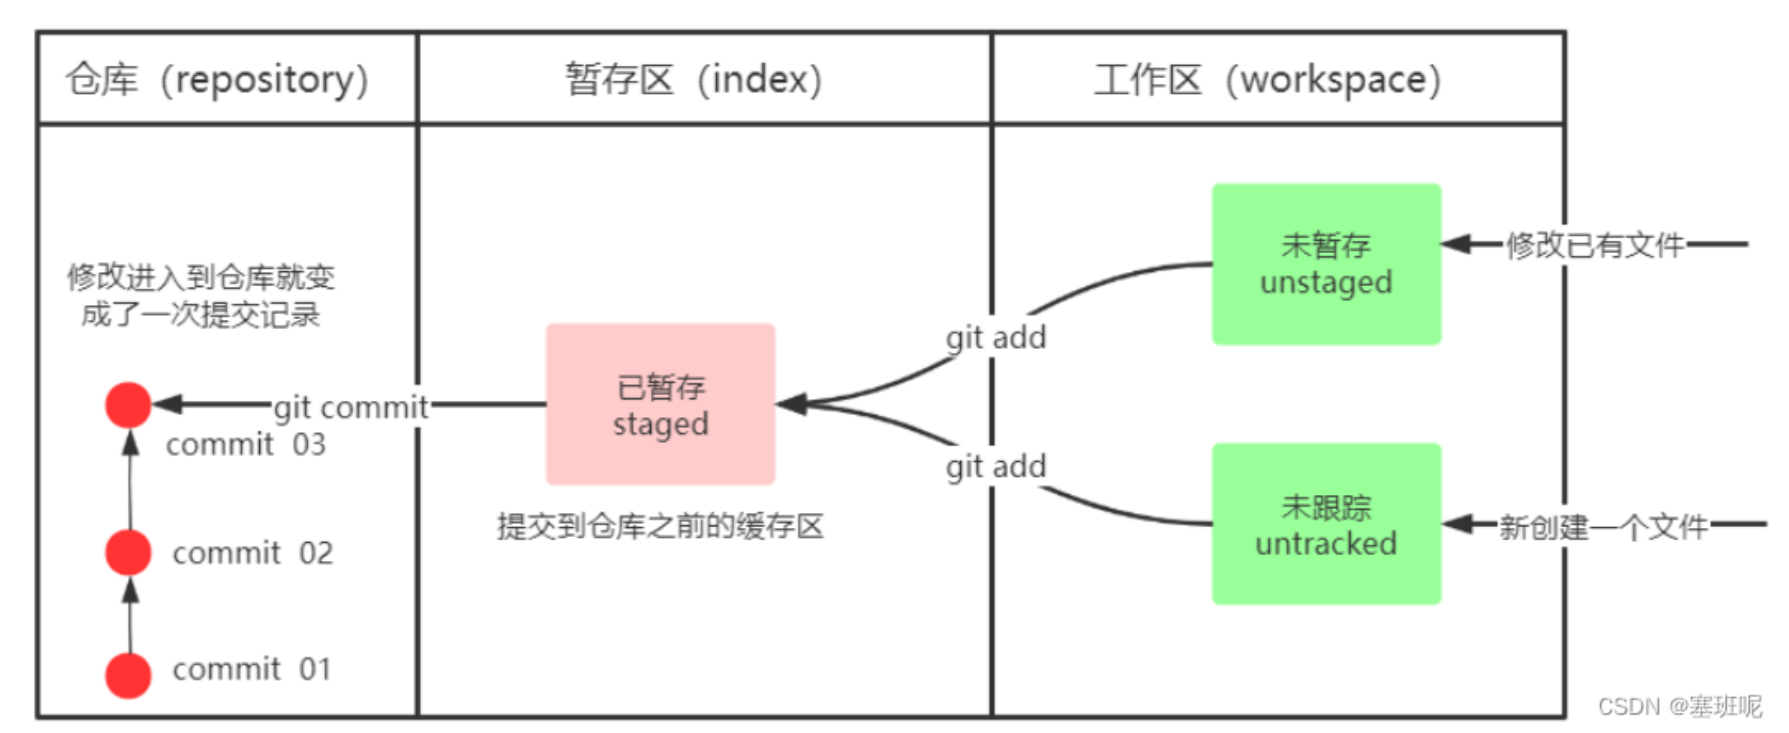 仓库（repository）
暂存区（index）
工作区（workspace）
修改进入到仓库就变
成了一次提交记录
git commit
commit 03
commit 02
commit 01
已暂存
staged
提交到仓库之前的缓存区
git add
git add
未暂存
unstaged
修改已有文件
未跟踪
untracked
新创建一个文件
CSDN @塞班呢